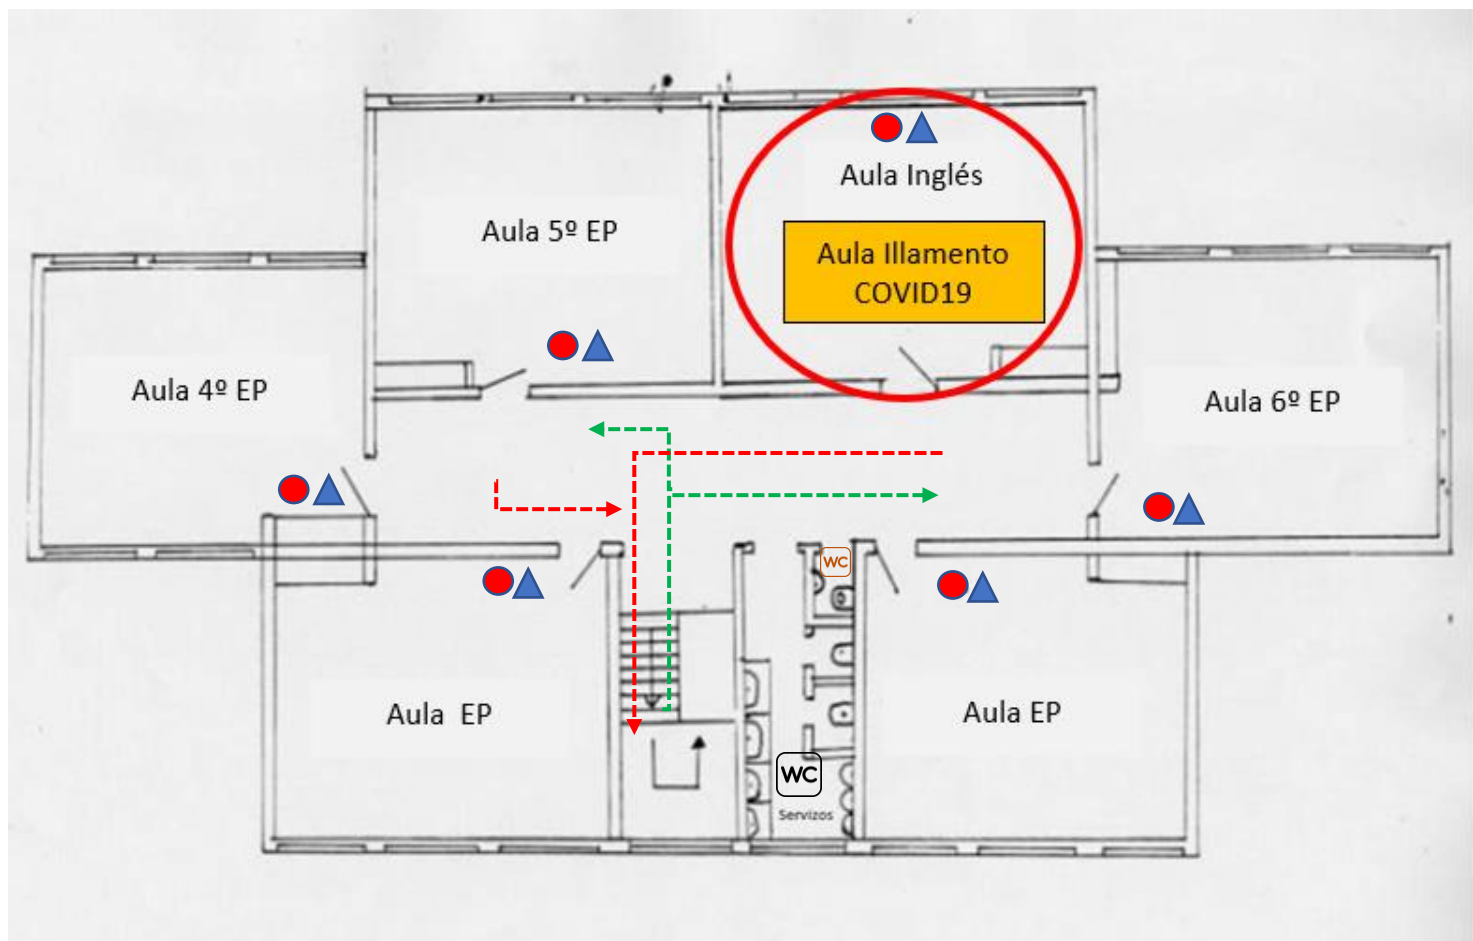 Aula Inglés
Aula 5º EP
Aula Illamento
COVID19
Aula 4º EP
Aula 6º EP
WC
Aula  EP
Aula EP
WC
Servizos